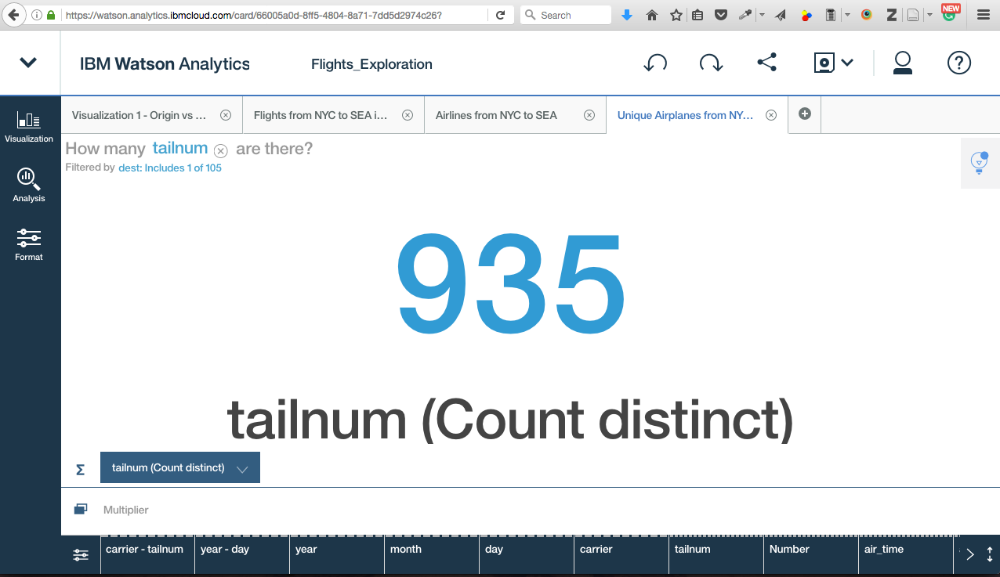 https://watson.analytics.ibmcloud.com/card/66005a0d-8ff5-4804-8a71-7dd5d2974c26?
Search
NEW
IBM Watson Analytics
Flights_Exploration
Visualization 1 - Origin vs ...
Flights from NYC to SEA i...
Airlines from NYC to SEA
Unique Airplanes from NY...
Visualization
Analysis
Format
How many tailnum are there?
Filtered by dest: Includes 1 of 105
935
tailnum (Count distinct)
Σ tailnum (Count distinct)
Multiplier
carrier - tailnum
year - day
year
month
day
carrier
tailnum
Number
air_time